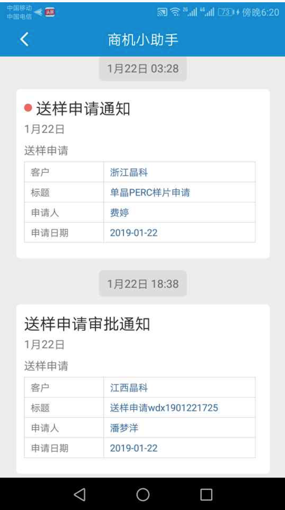 中国移动
中国电信
73 傍晚6:20
商机小助手
1月22日 03:28
送样申请通知
1月22日
送样申请
客户 浙江晶科
标题 单晶PERC样片申请
申请人 费婷
申请日期 2019-01-22
1月22日 18:38
送样申请审批通知
1月22日
送样申请
客户 江西晶科
标题 送样申请wdx1901221725
申请人 潘梦洋
申请日期 2019-01-22